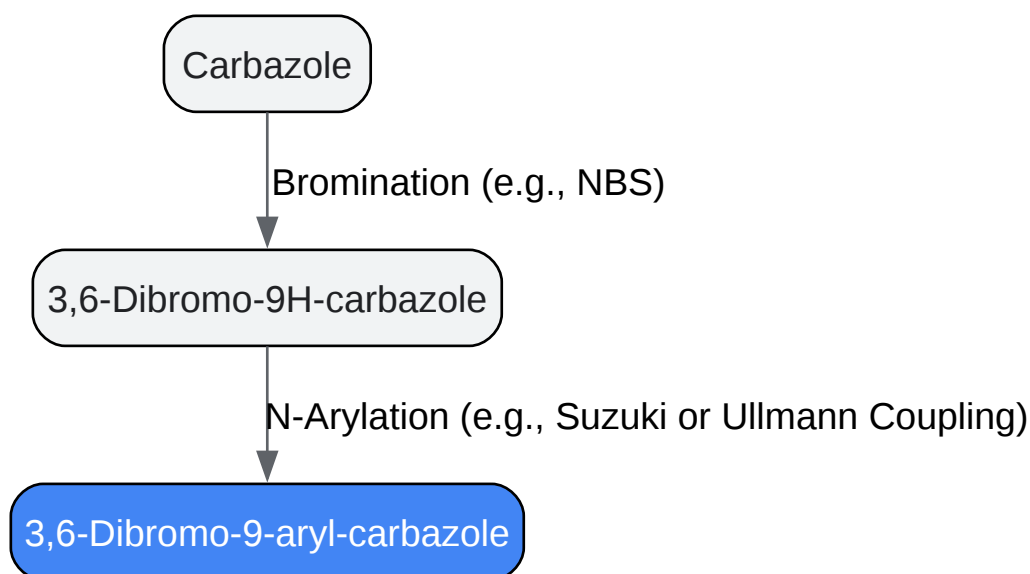 Carbazole
Bromination (e.g., NBS)
3,6-Dibromo-9H-carbazole
N-Arylation (e.g., Suzuki or Ullmann Coupling)
3,6-Dibromo-9-aryl-carbazole